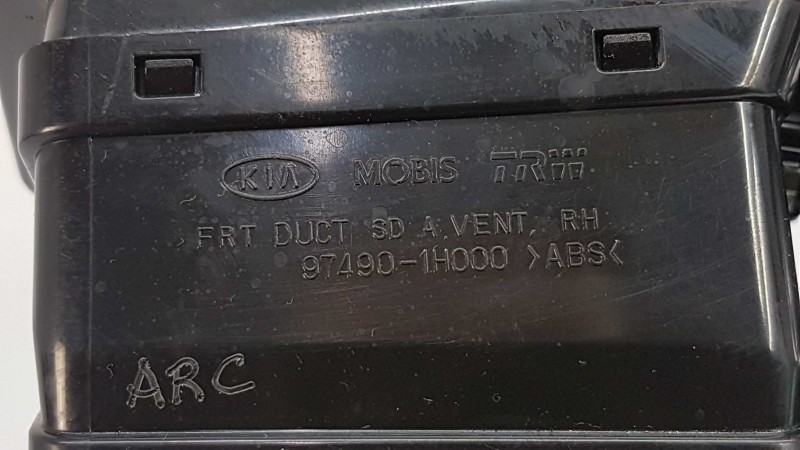 KIA MOBIS TRW
FRT DUCT SD A.VENT, RH
97490-1H000 >ABS<
ARC